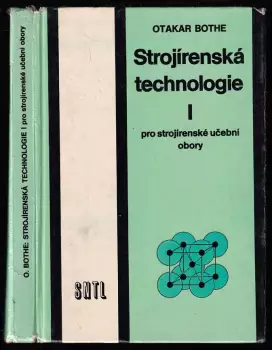 O. BOTHE: STROJÍRENSKÁ TECHNOLOGIE I pro strojírenské učební obory
OTAKAR BOTHE
Strojírenská
technologie
I
pro strojírenské učební
obory
SNTL